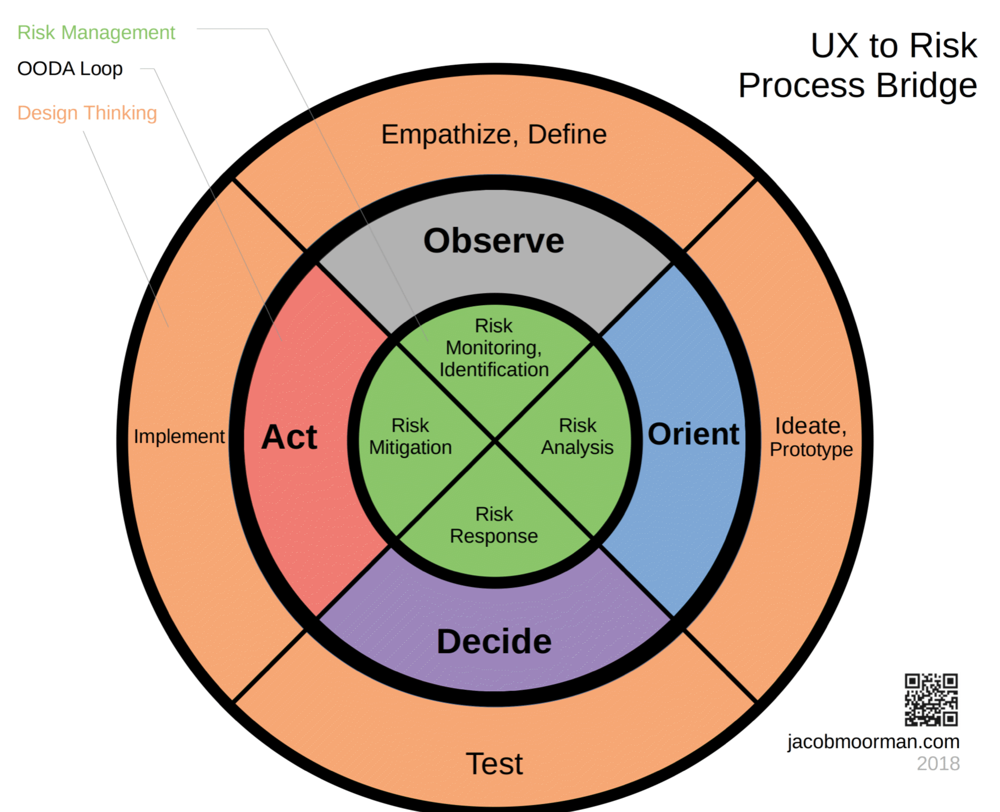 Risk Management
OODA Loop
Design Thinking
UX to Risk
Process Bridge
Empathize, Define
Observe
Risk
Monitoring,
Identification
Implement
Act
Risk
Mitigation
Risk
Analysis
Orient
Ideate,
Prototype
Risk
Response
Decide
Test
jacobmoorman.com
2018